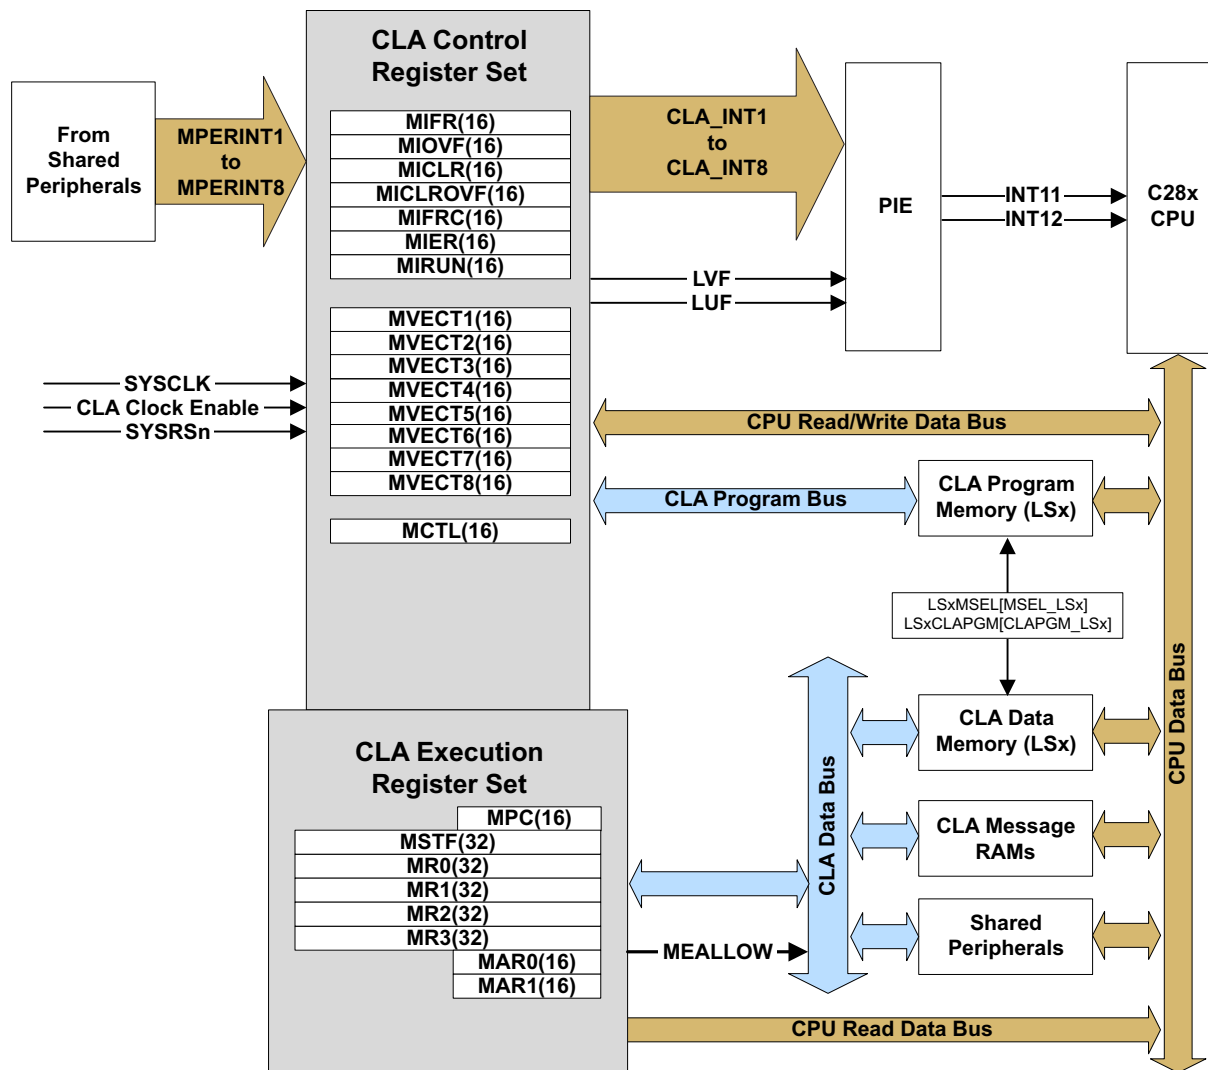 CLA Control
Register Set
From
Shared
Peripherals
MPERINT1
to
MPERINT8
MIFR(16)
MIOVF(16)
MICLR(16)
MICLROVF(16)
MIFRC(16)
MIER(16)
MIRUN(16)
CLA_INT1
to
CLA_INT8
LVF
LUF
PIE
INT11
INT12
C28x
CPU
MVECT1(16)
MVECT2(16)
MVECT3(16)
MVECT4(16)
MVECT5(16)
MVECT6(16)
MVECT7(16)
MVECT8(16)
SYSCLK
CLA Clock Enable
SYSRSn
MCTL(16)
CPU Read/Write Data Bus
CLA Program Bus
CLA Program
Memory (LSx)
LSxMSEL[MSEL_LSx]
LSxCLAPGM[CLAPGM_LSx]
CLA Data
Memory (LSx)
CLA Message
RAMs
Shared
Peripherals
CLA Data Bus
CPU Data Bus
CLA Execution
Register Set
MPC(16)
MSTF(32)
MR0(32)
MR1(32)
MR2(32)
MR3(32)
MAR0(16)
MAR1(16)
MEALLOW
CPU Read Data Bus